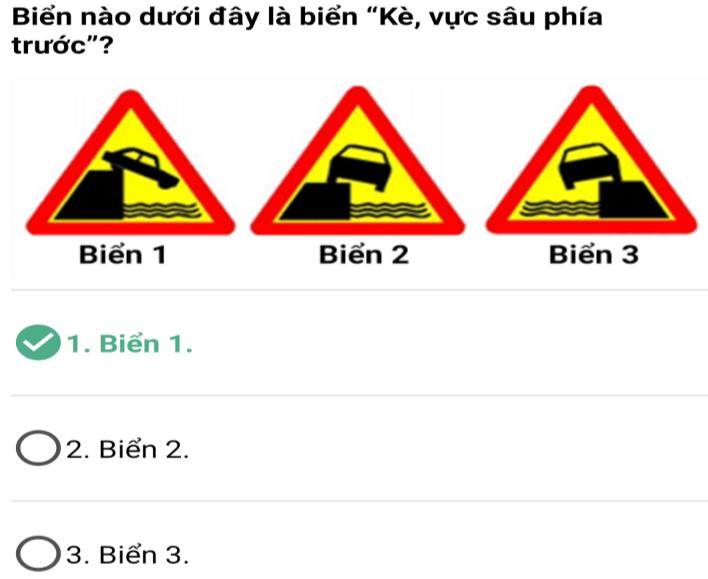 Biển nào dưới đây là biển “Kè, vực sâu phía
trước”?
Biển 1 Biển 2 Biển 3
1. Biển 1.
2. Biển 2.
3. Biển 3.